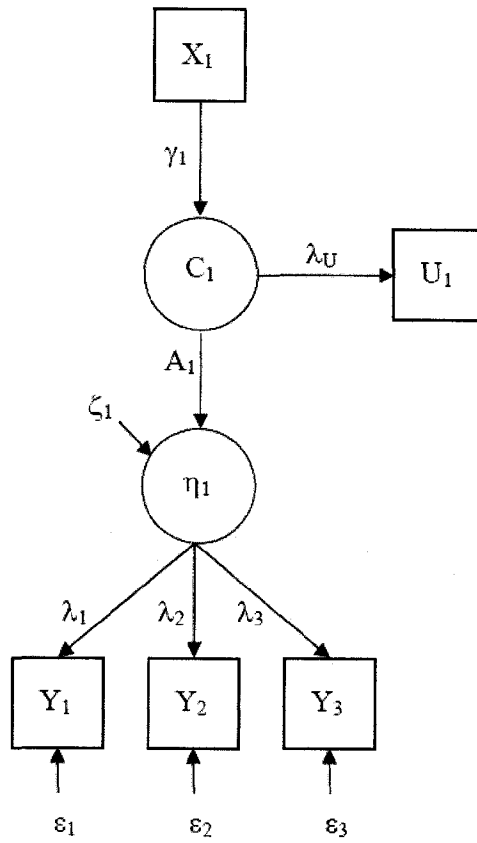 X₁
γ₁
C₁
λ_U
U₁
A₁
ζ₁
η₁
λ₁ λ₂ λ₃
Y₁ Y₂ Y₃
ε₁ ε₂ ε₃